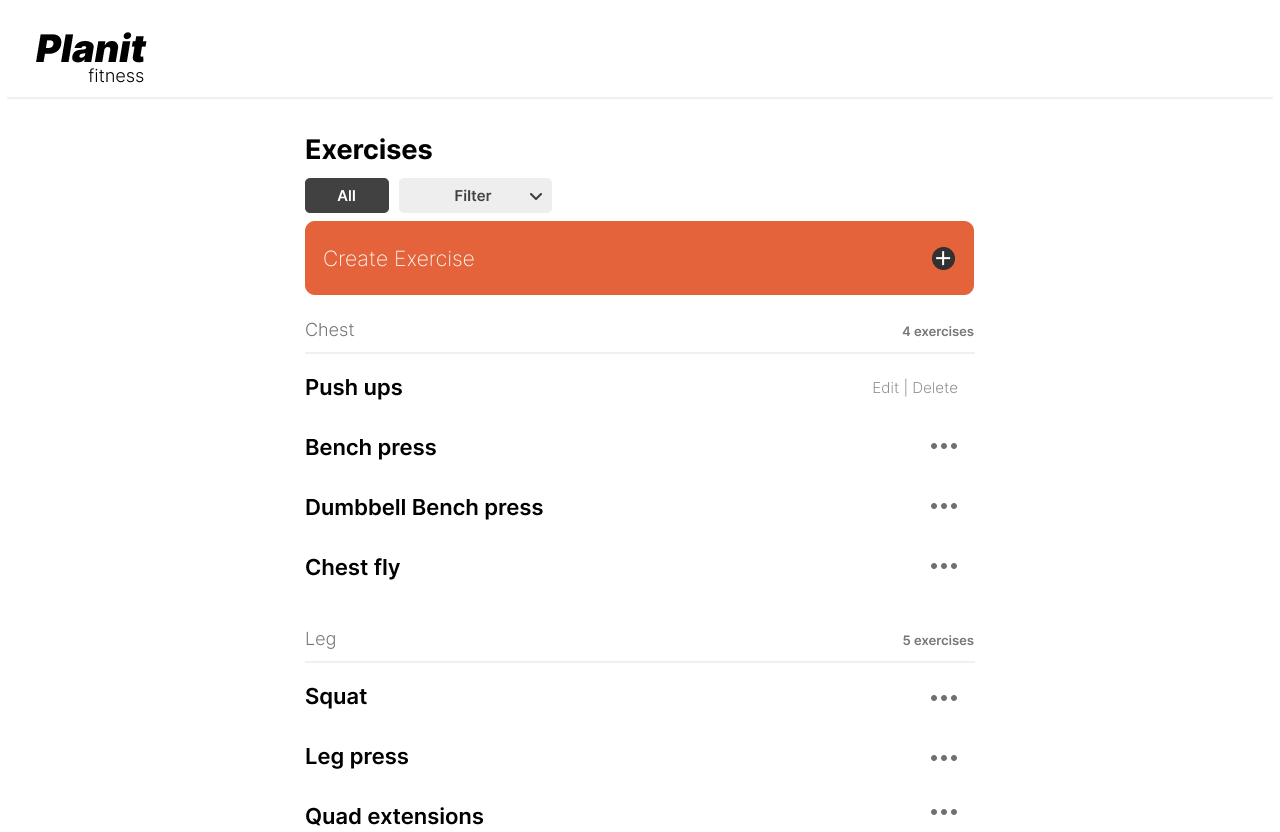 Planit
fitness
Exercises
All Filter
Create Exercise
Chest 4 exercises
Push ups Edit | Delete
Bench press
Dumbbell Bench press
Chest fly
Leg 5 exercises
Squat
Leg press
Quad extensions